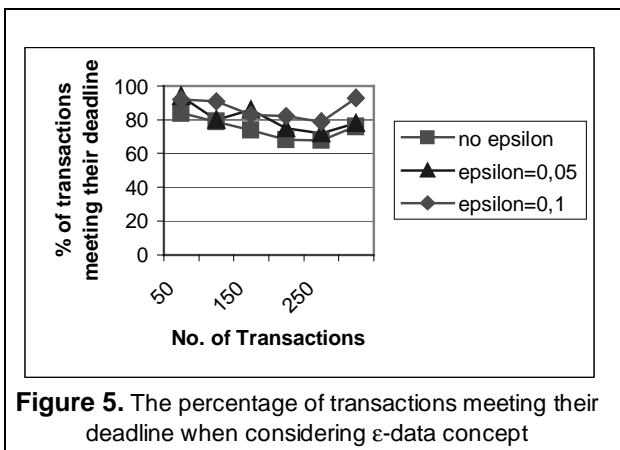 % of transactions
meeting their deadline
100
80
60
40
20
0
50
150
250
No. of Transactions
no epsilon
epsilon=0,05
epsilon=0,1
Figure 5. The percentage of transactions meeting their
deadline when considering ε-data concept